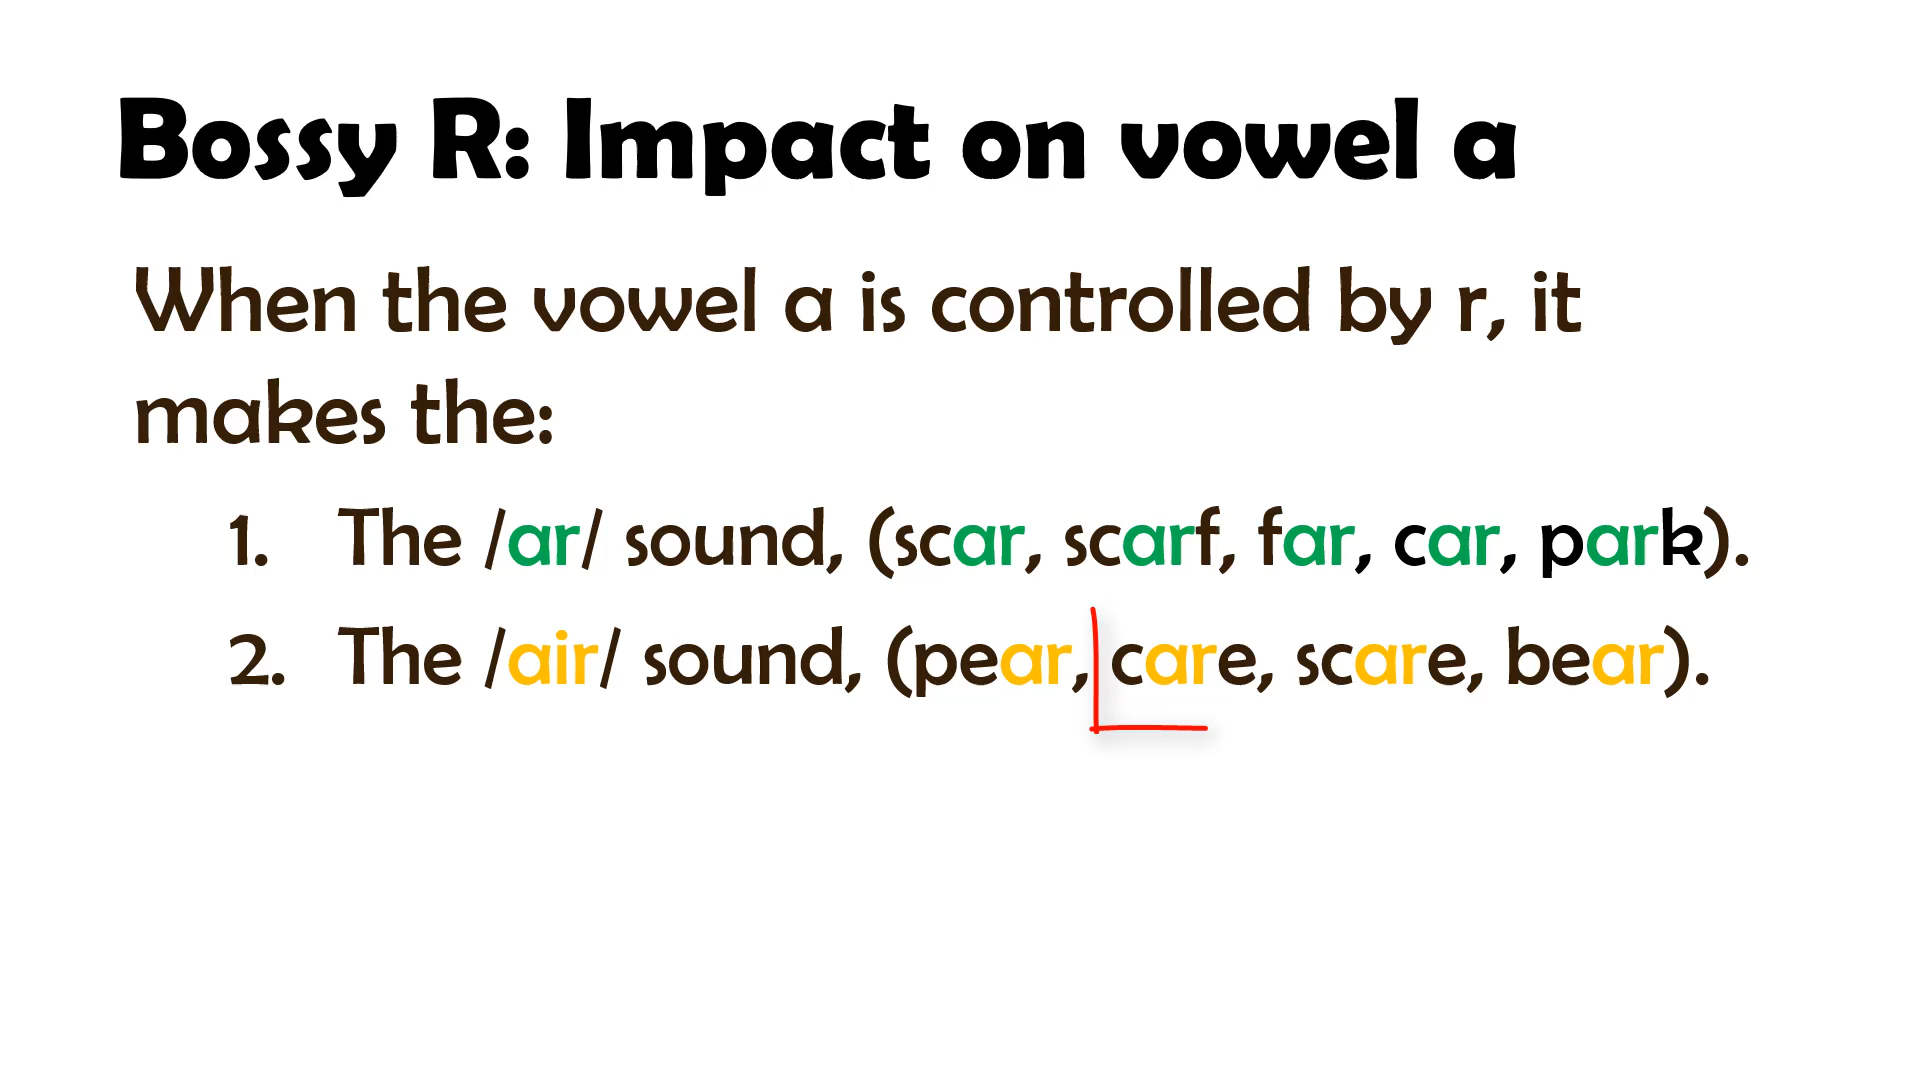 Bossy R: Impact on vowel a
When the vowel a is controlled by r, it
makes the:
1. The /ar/ sound, (scar, scarf, far, car, park).
2. The /air/ sound, (pear, care, scare, bear).